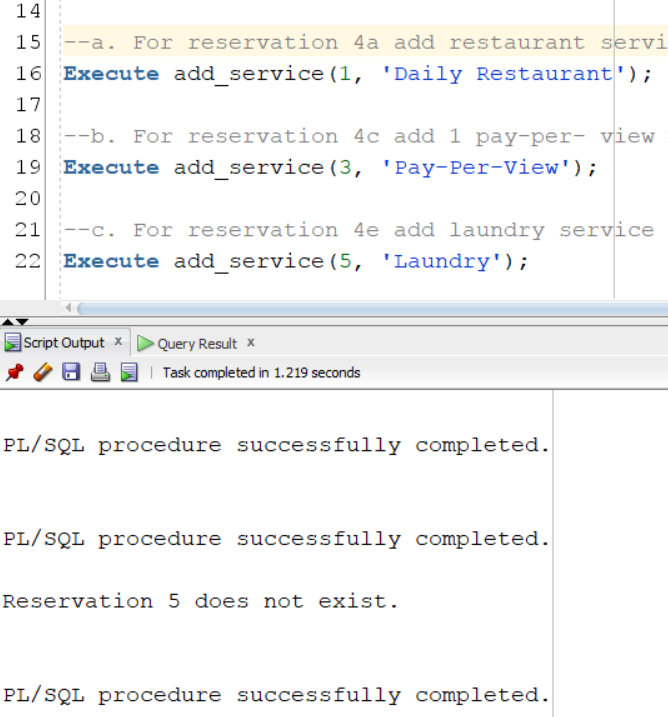 14
15 --a. For reservation 4a add restaurant servi
16 Execute add_service(1, 'Daily Restaurant');
17
18 --b. For reservation 4c add 1 pay-per- view
19 Execute add_service(3, 'Pay-Per-View');
20
21 --c. For reservation 4e add laundry service
22 Execute add_service(5, 'Laundry');
Script Output x Query Result x
Task completed in 1.219 seconds
PL/SQL procedure successfully completed.
PL/SQL procedure successfully completed.
Reservation 5 does not exist.
PL/SQL procedure successfully completed.